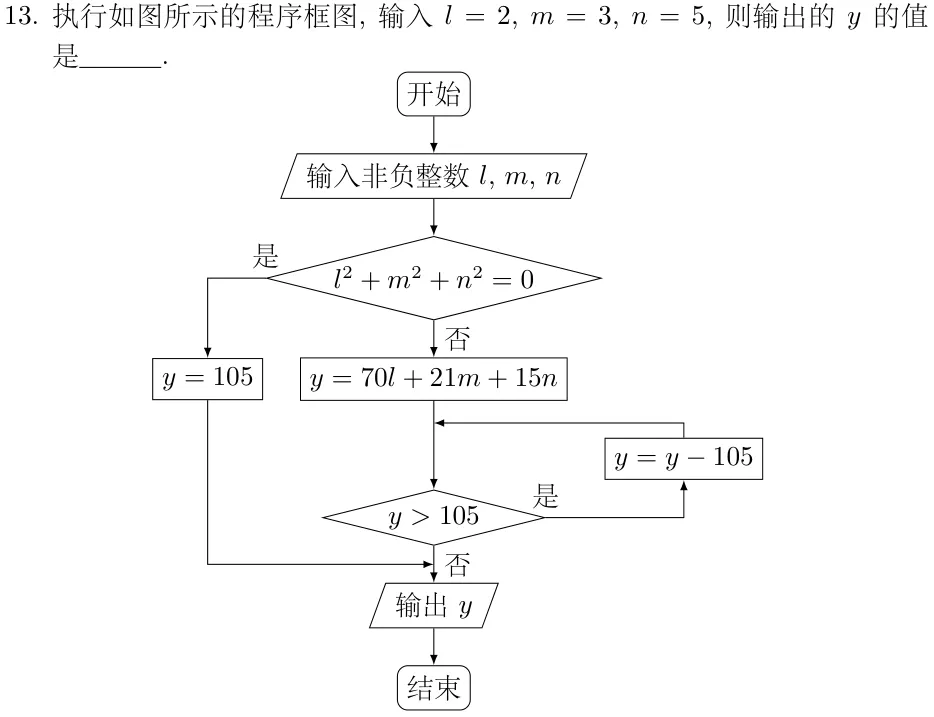 13. 执行如图所示的程序框图, 输入 l = 2, m = 3, n = 5, 则输出的 y 的值
是______.
开始
输入非负整数 l, m, n
是
l² + m² + n² = 0
否
y = 105
y = 70l + 21m + 15n
y = y − 105
是
y > 105
否
输出 y
结束